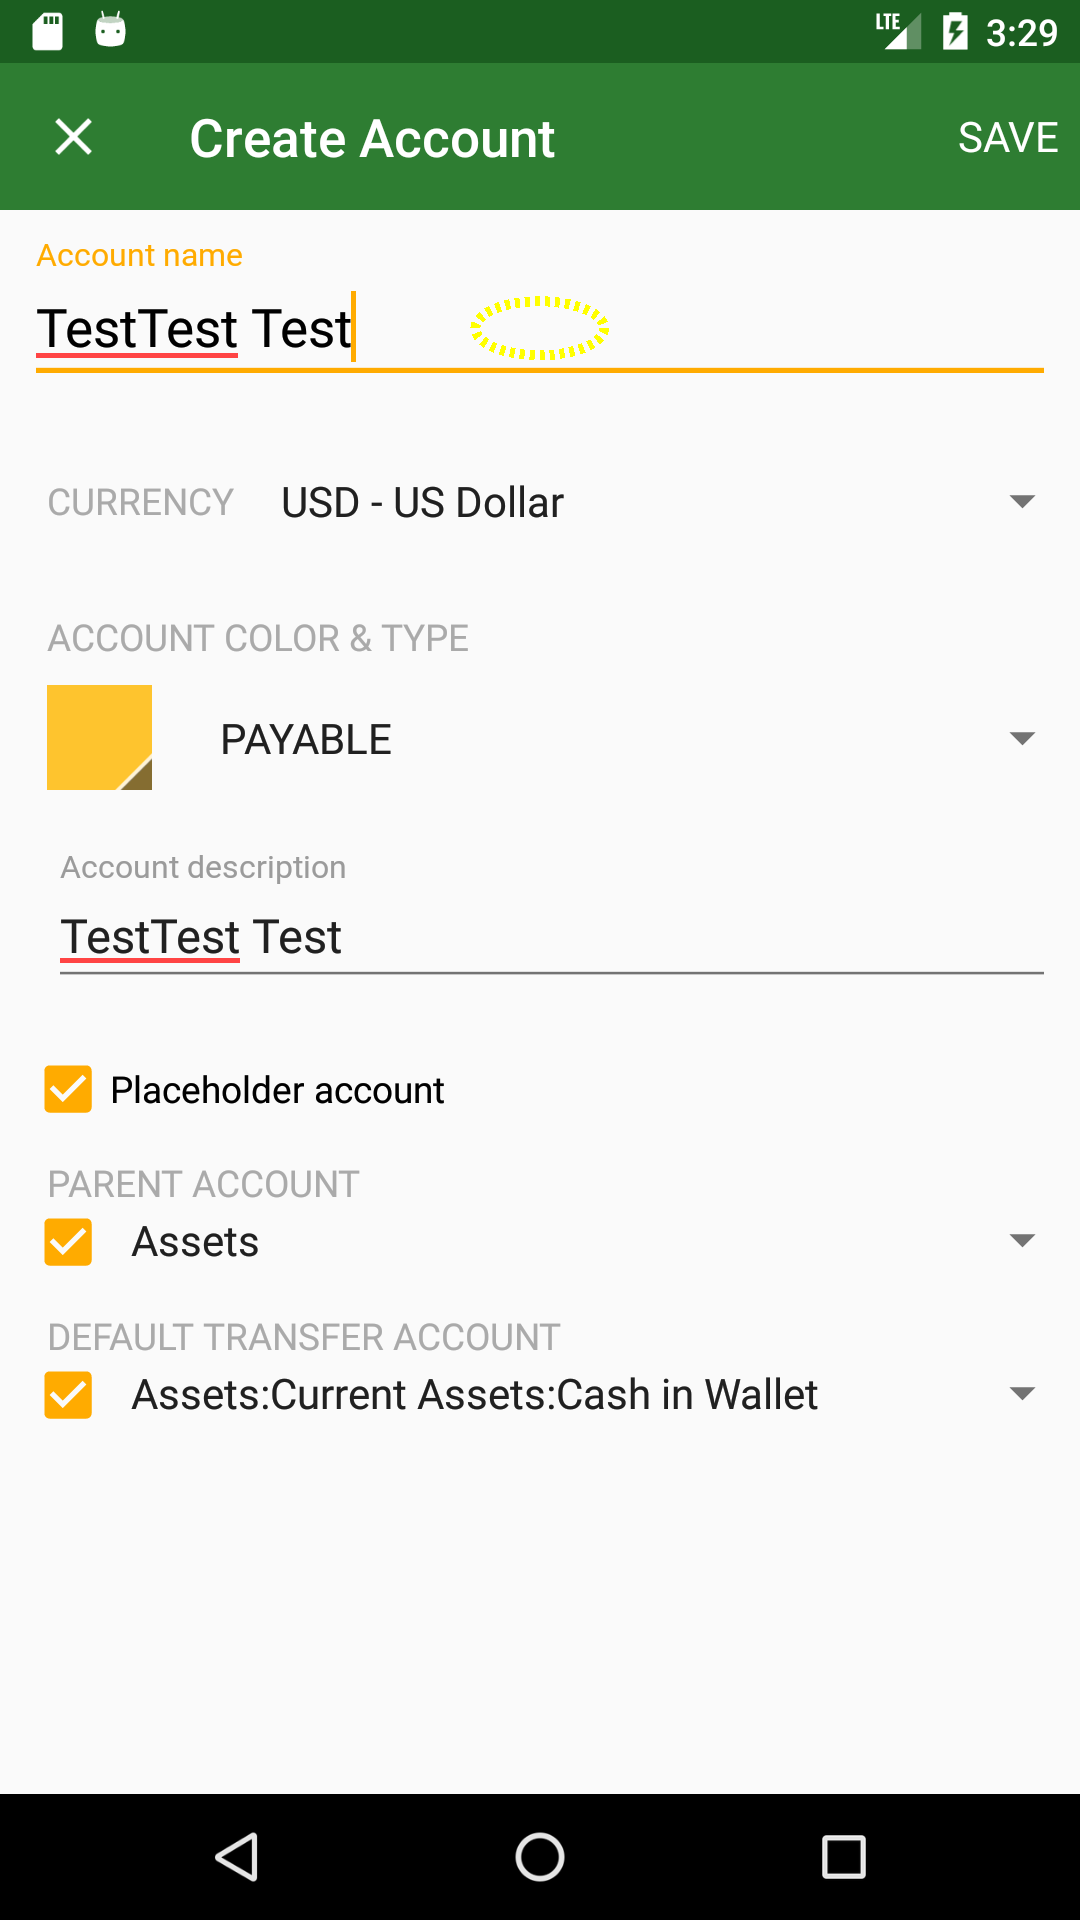 LTE 3:29
Create Account SAVE
Account name
TestTest Test
CURRENCY USD - US Dollar
ACCOUNT COLOR & TYPE
PAYABLE
Account description
TestTest Test
Placeholder account
PARENT ACCOUNT
Assets
DEFAULT TRANSFER ACCOUNT
Assets:Current Assets:Cash in Wallet